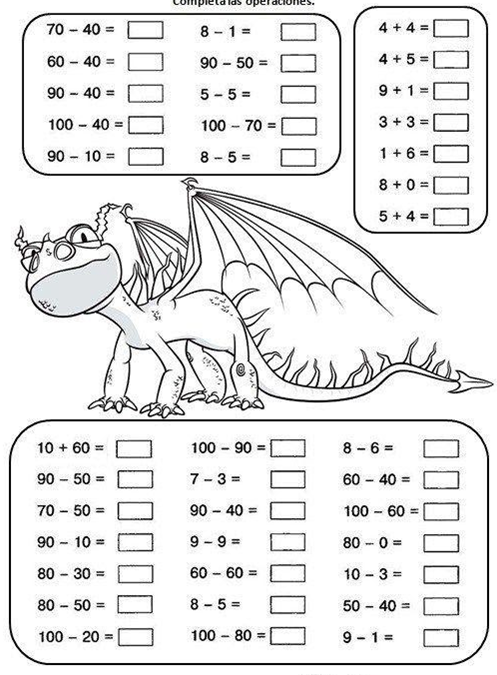 Completa las operaciones.
70 – 40 =
8 – 1 =
60 – 40 =
90 – 50 =
90 – 40 =
5 – 5 =
100 – 40 =
100 – 70 =
90 – 10 =
8 – 5 =
4 + 4 =
4 + 5 =
9 + 1 =
3 + 3 =
1 + 6 =
8 + 0 =
5 + 4 =
10 + 60 =
100 – 90 =
8 – 6 =
90 – 50 =
7 – 3 =
60 – 40 =
70 – 50 =
90 – 40 =
100 – 60 =
90 – 10 =
9 – 9 =
80 – 0 =
80 – 30 =
60 – 60 =
10 – 3 =
80 – 50 =
8 – 5 =
50 – 40 =
100 – 20 =
100 – 80 =
9 – 1 =